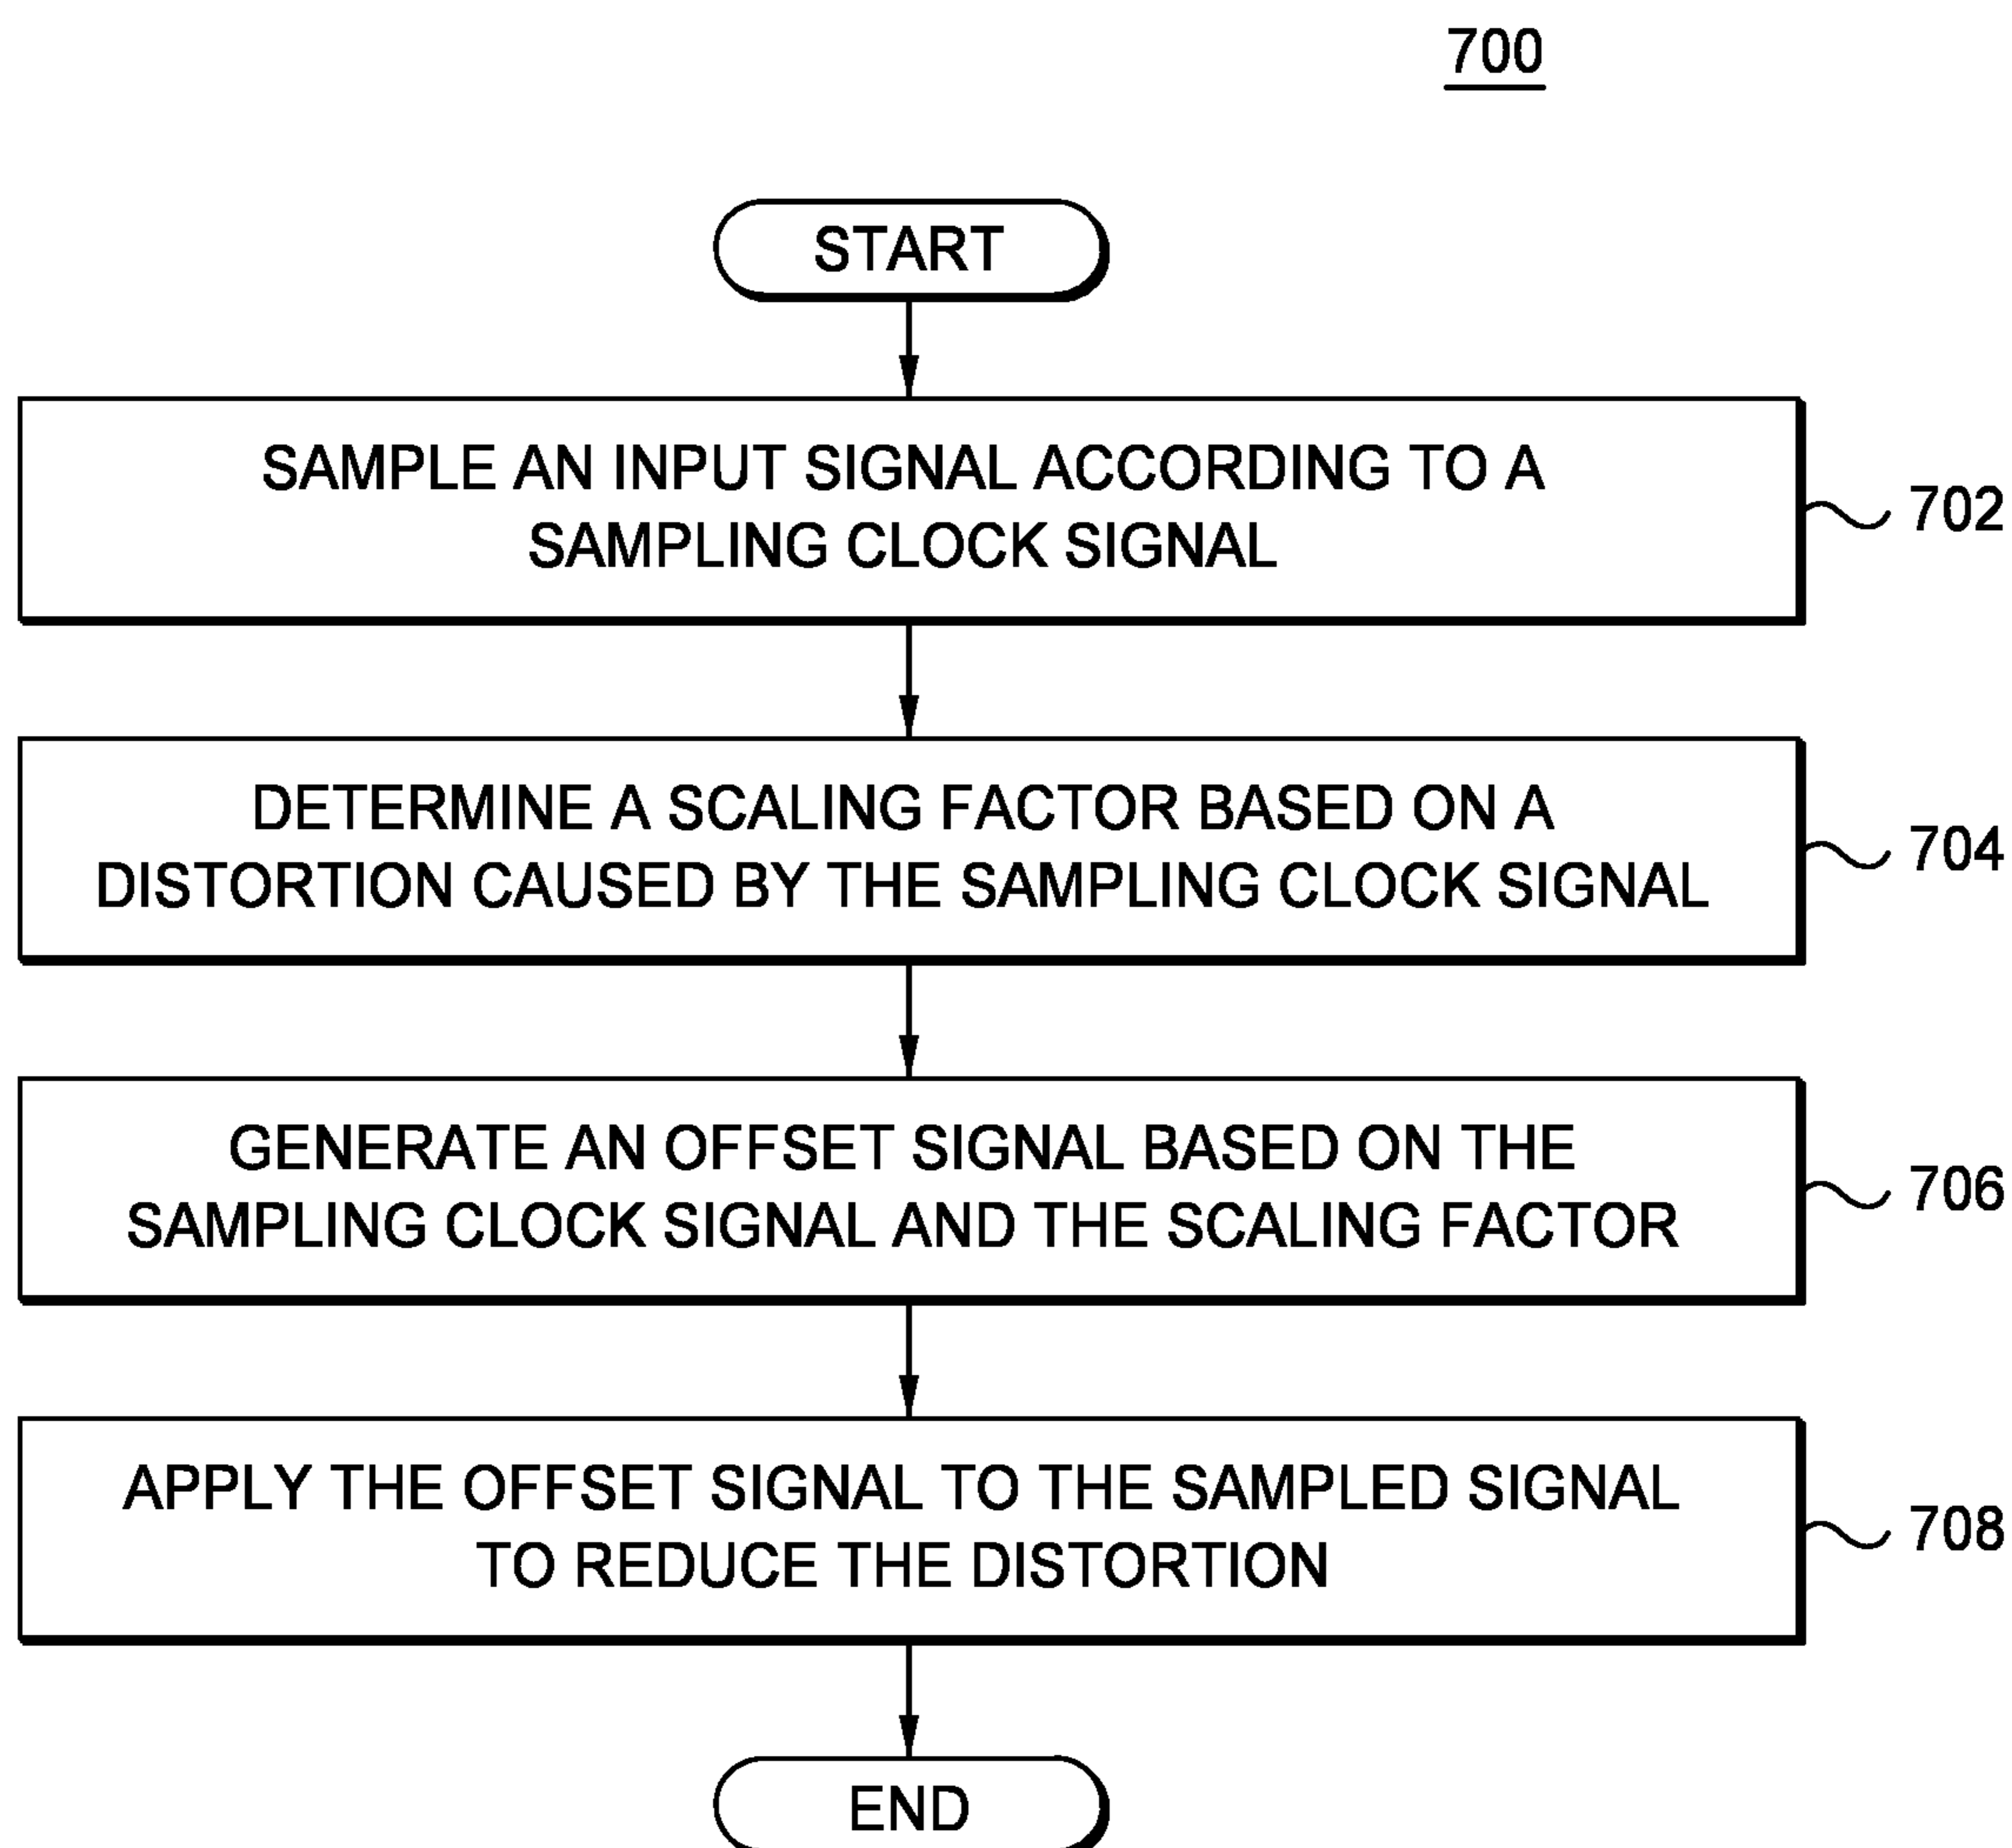 700
START
SAMPLE AN INPUT SIGNAL ACCORDING TO A
SAMPLING CLOCK SIGNAL
702
DETERMINE A SCALING FACTOR BASED ON A
DISTORTION CAUSED BY THE SAMPLING CLOCK SIGNAL
704
GENERATE AN OFFSET SIGNAL BASED ON THE
SAMPLING CLOCK SIGNAL AND THE SCALING FACTOR
706
APPLY THE OFFSET SIGNAL TO THE SAMPLED SIGNAL
TO REDUCE THE DISTORTION
708
END